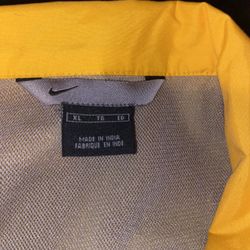 XL TG EG
MADE IN INDIA
FABRIQUE EN INDE